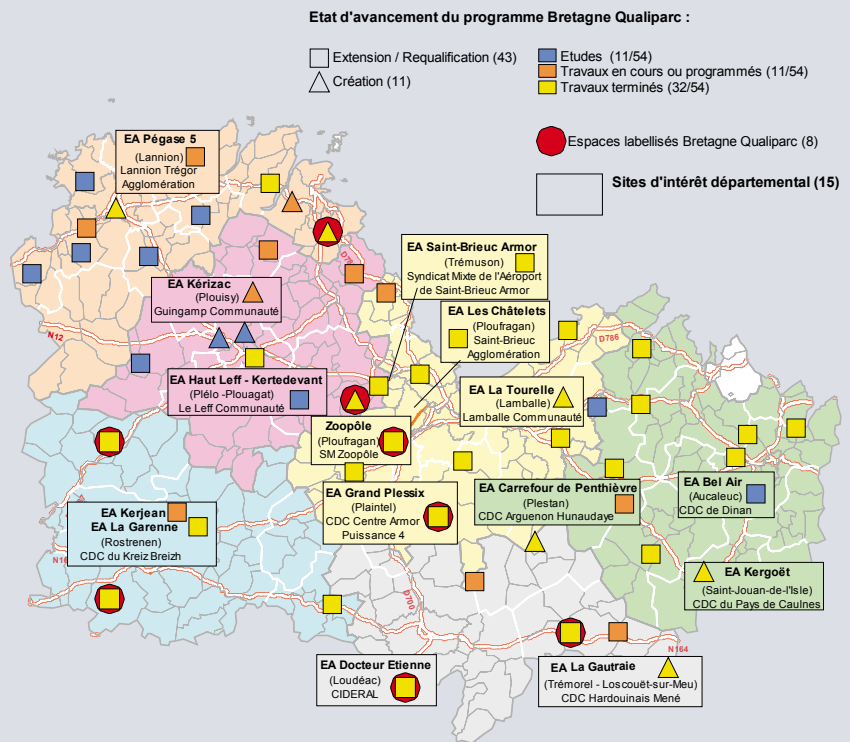 Etat d'avancement du programme Bretagne Qualiparc :
Extension / Requalification (43)
Création (11)
Etudes (11/54)
Travaux en cours ou programmés (11/54)
Travaux terminés (32/54)
Espaces labellisés Bretagne Qualiparc (8)
Sites d'intérêt départemental (15)
EA Pégase 5
(Lannion)
Lannion Trégor
Agglomération
EA Saint-Brieuc Armor
(Trémuson)
Syndicat Mixte de l'Aéroport
de Saint-Brieuc Armor
EA Kérizac
(Plouisy)
Guingamp Communauté
EA Les Châtelets
(Ploufragan)
Saint-Brieuc
Agglomération
N12
D786
EA Haut Leff - Kertedevant
(Plélo -Plouagat)
Le Leff Communauté
EA La Tourelle
(Lamballe)
Lamballe Communauté
Zoopôle
(Ploufragan)
SM Zoopôle
EA Grand Plessix
(Plaintel)
CDC Centre Armor
Puissance 4
EA Carrefour de Penthièvre
(Plestan)
CDC Arguenon Hunaudaye
EA Bel Air
(Aucaleuc)
CDC de Dinan
EA Kerjean
EA La Garenne
(Rostrenen)
CDC du Kreiz Breizh
EA Kergoët
(Saint-Jouan-de-l'Isle)
CDC du Pays de Caulnes
D700
N164
EA Docteur Etienne
(Loudéac)
CIDERAL
EA La Gautraie
(Trémorel - Loscouët-sur-Meu)
CDC Hardouinais Mené